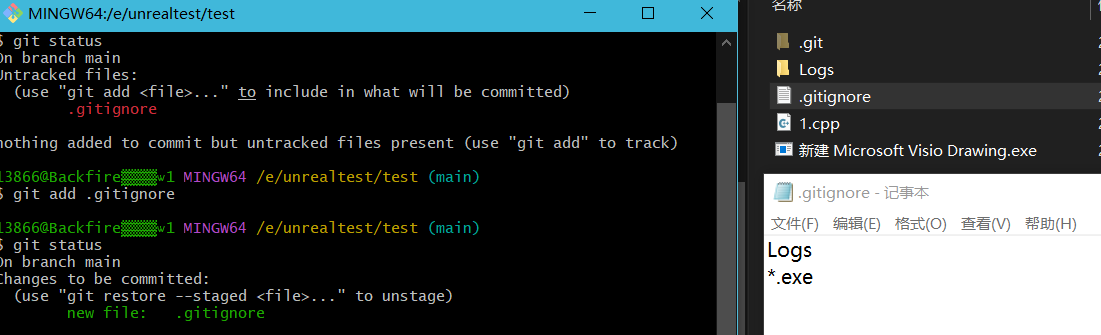 MINGW64:/e/unrealtest/test
$ git status
On branch main
Untracked files:
(use "git add <file>..." to include in what will be committed)
.gitignore
nothing added to commit but untracked files present (use "git add" to track)
13866@Backfire▒▒▒▒w1 MINGW64 /e/unrealtest/test (main)
$ git add .gitignore
13866@Backfire▒▒▒▒w1 MINGW64 /e/unrealtest/test (main)
$ git status
On branch main
Changes to be committed:
(use "git restore --staged <file>..." to unstage)
new file:   .gitignore
名称
.git
Logs
.gitignore
1.cpp
新建 Microsoft Visio Drawing.exe
.gitignore - 记事本
文件(F) 编辑(E) 格式(O) 查看(V) 帮助(H)
Logs
*.exe